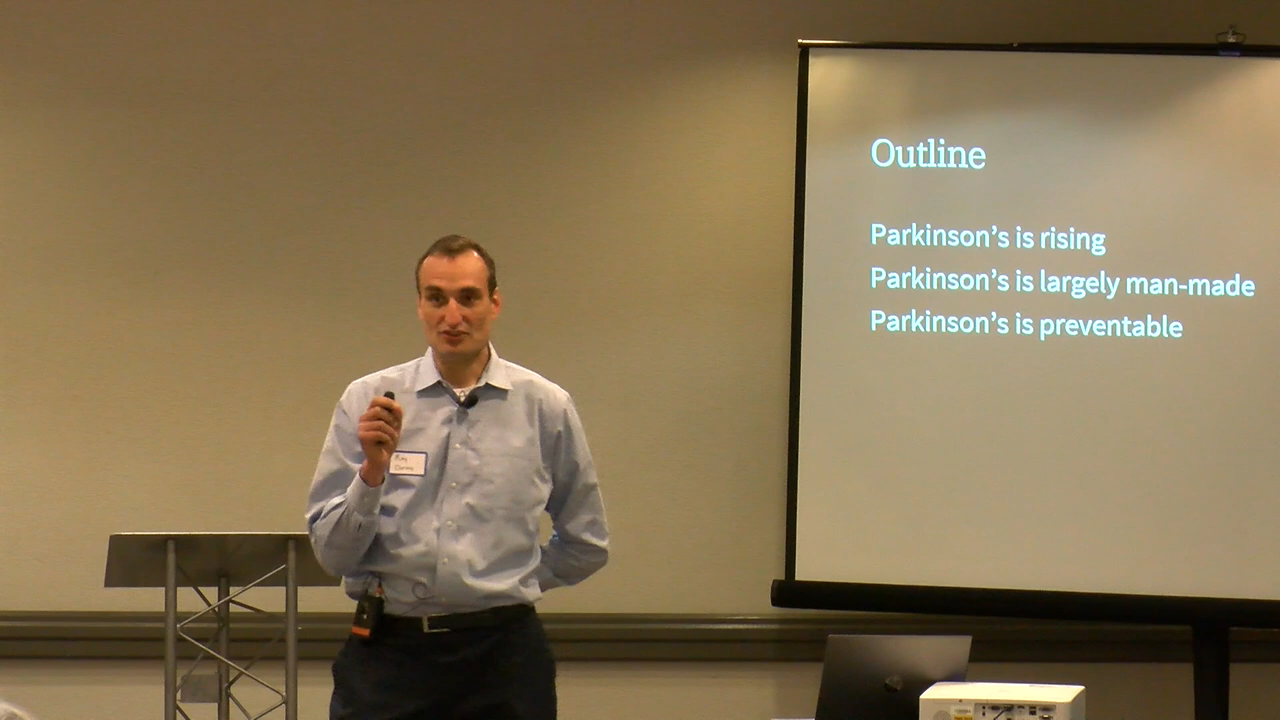 Outline
Parkinson's is rising
Parkinson's is largely man-made
Parkinson's is preventable